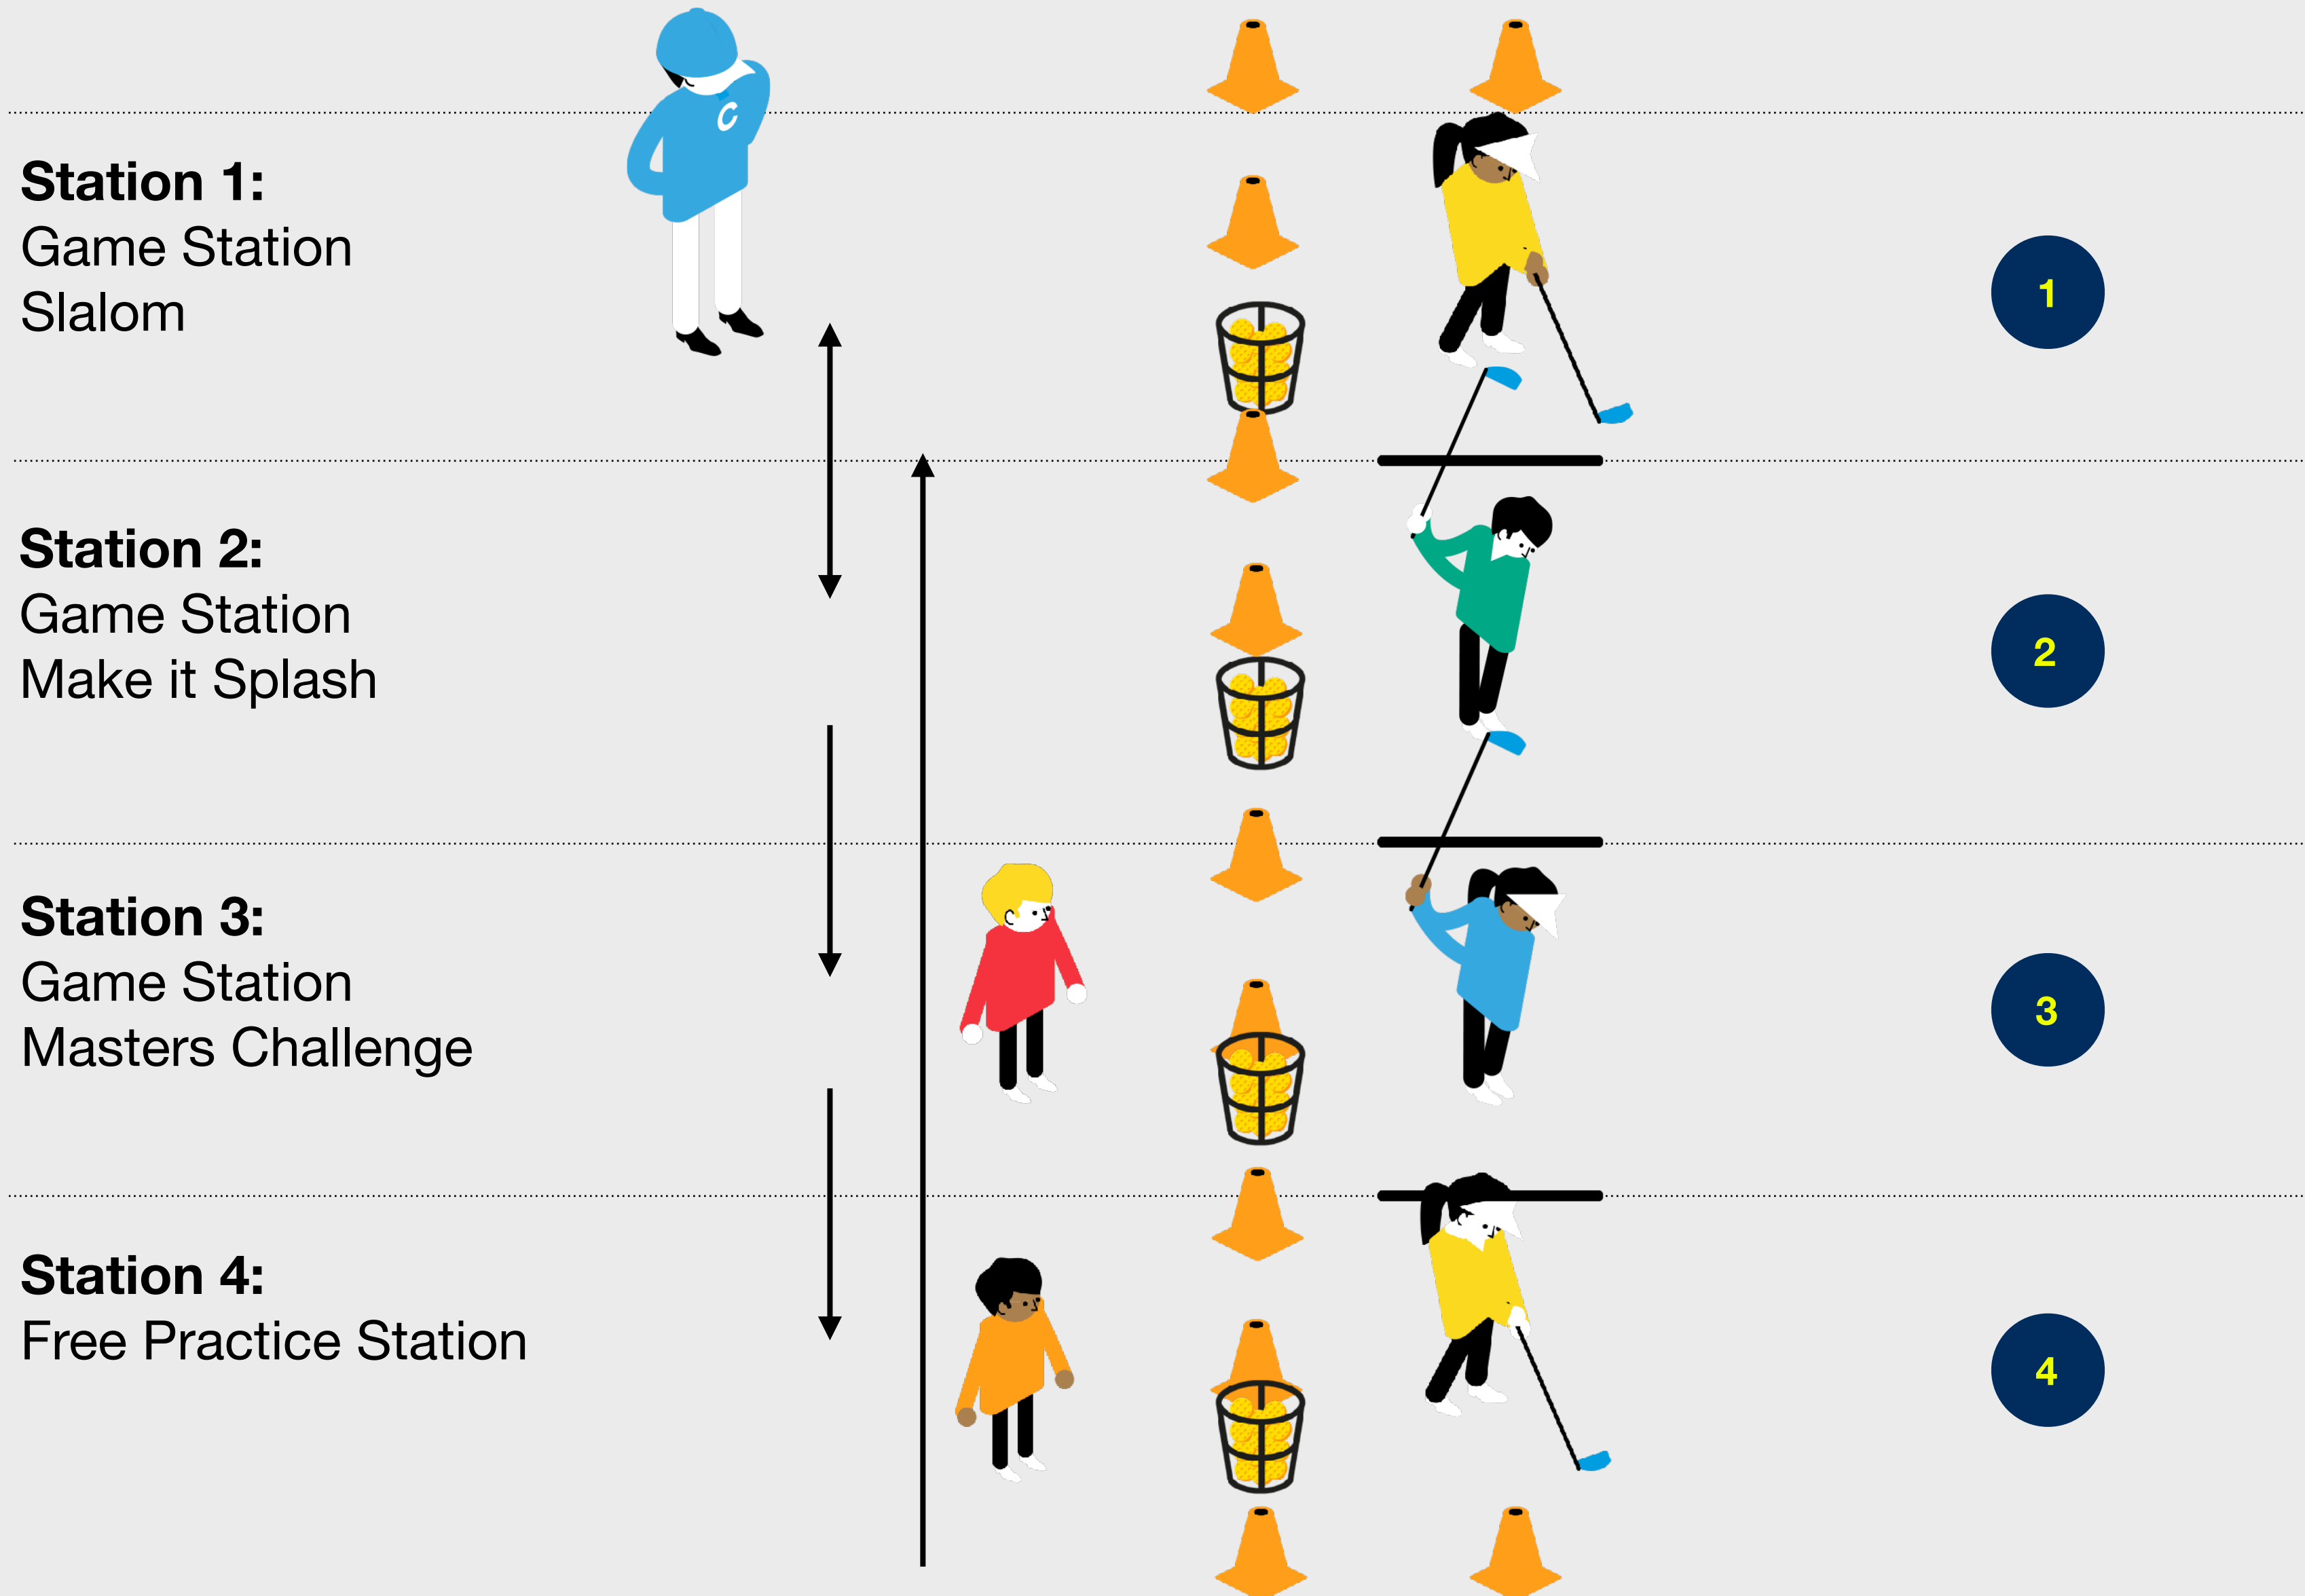 C
Station 1:
Game Station
Slalom
1
Station 2:
Game Station
Make it Splash
2
Station 3:
Game Station
Masters Challenge
3
Station 4:
Free Practice Station
4